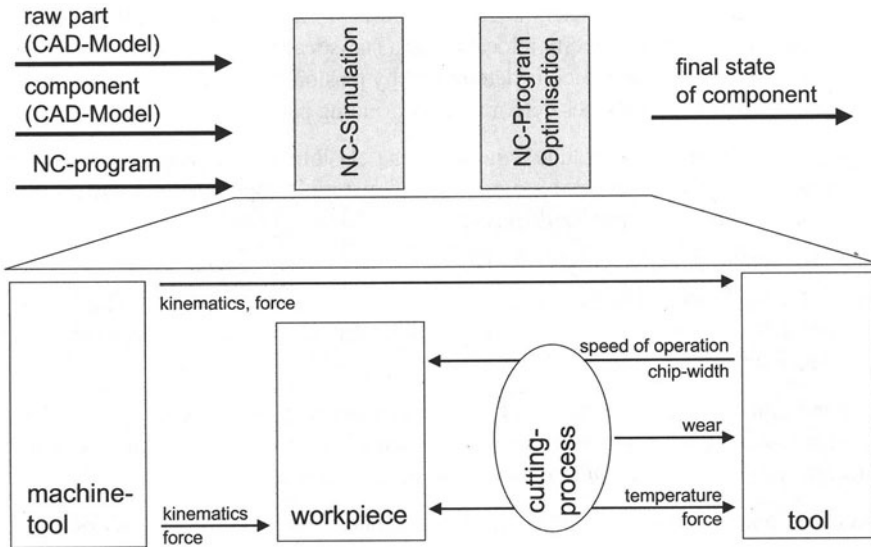 raw part
(CAD-Model)
component
(CAD-Model)
NC-program
NC-Simulation
NC-Program
Optimisation
final state
of component
kinematics, force
speed of operation
chip-width
wear
cutting-
process
temperature
force
machine-
tool
kinematics
force
workpiece
tool